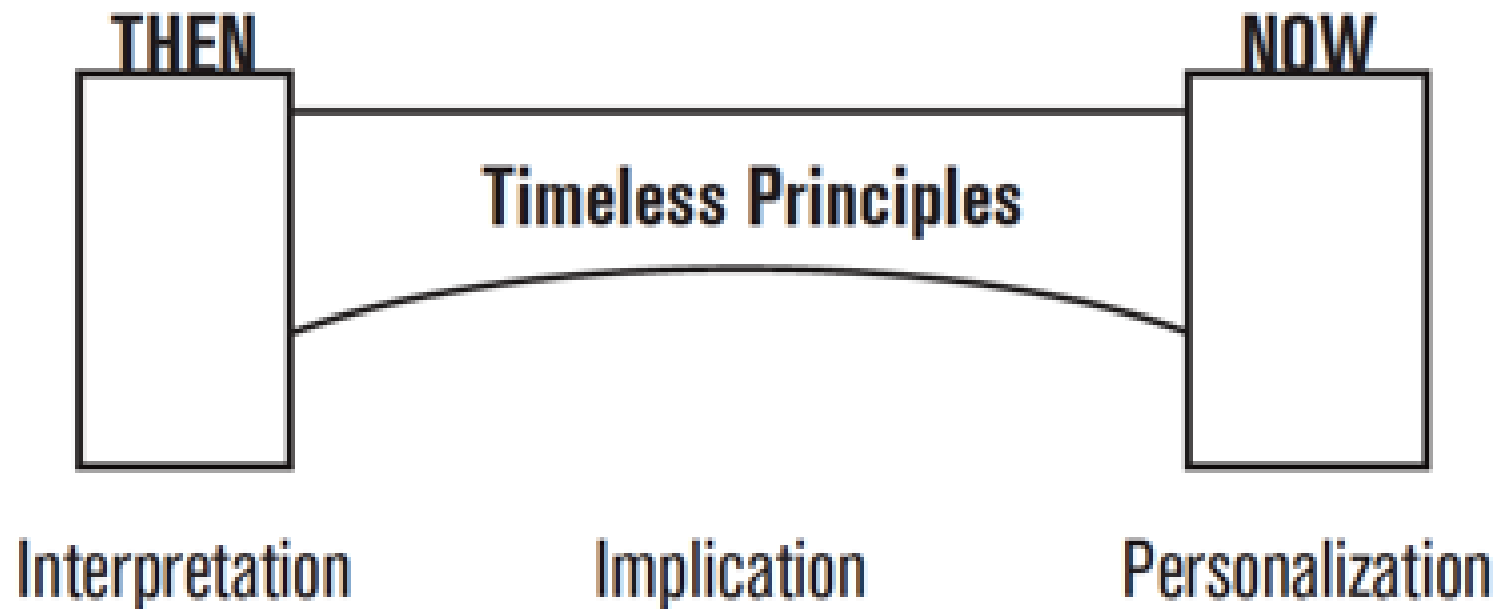 THEN NOW
Timeless Principles
Interpretation Implication Personalization